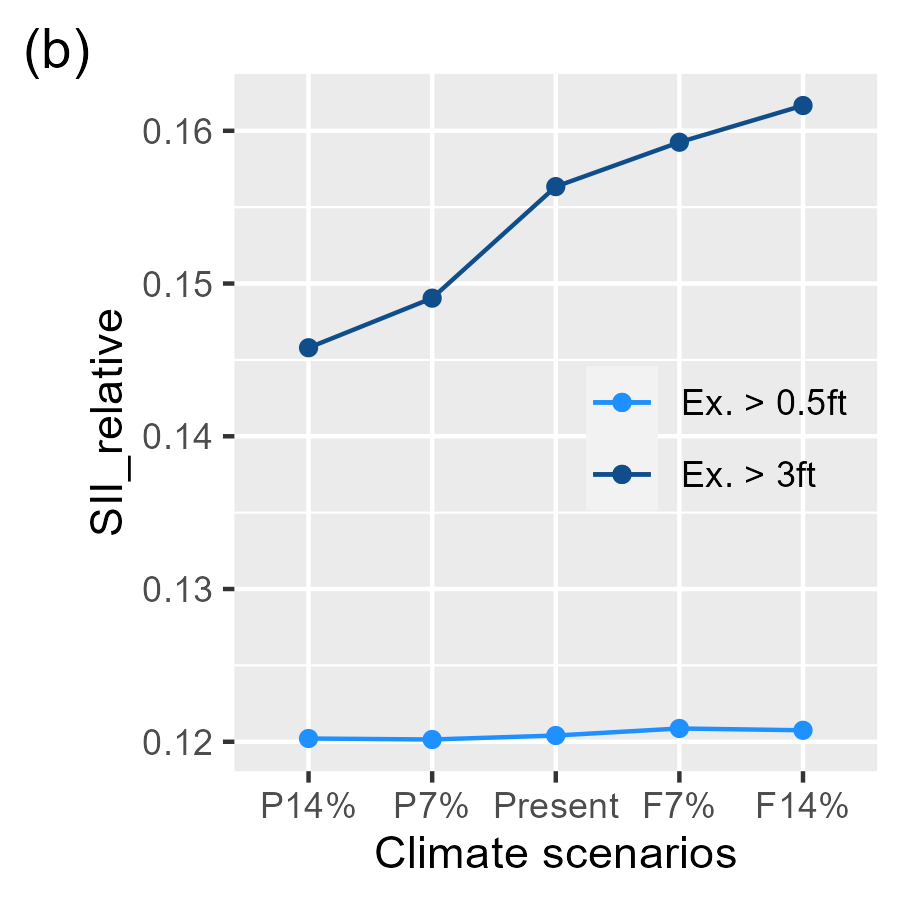 (b)
0.16
0.15
0.14
0.13
0.12
SII_relative
Ex. > 0.5ft
Ex. > 3ft
P14% P7% Present F7% F14%
Climate scenarios